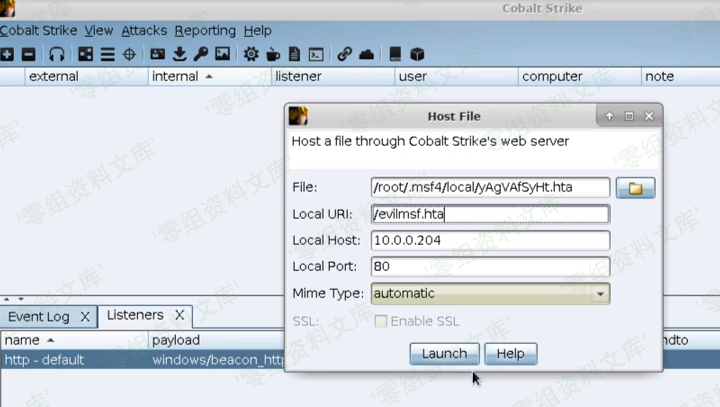 Cobalt Strike
Cobalt Strike View Attacks Reporting Help
external internal listener user computer note
Host File
Host a file through Cobalt Strike's web server
File: /root/.msf4/local/yAgVAfSyHt.hta
Local URI: /evilmsf.hta
Local Host: 10.0.0.204
Local Port: 80
Mime Type: automatic
SSL: Enable SSL
Launch Help
Event Log X Listeners X
name payload ndto
http - default windows/beacon_http
'零组资料文库'